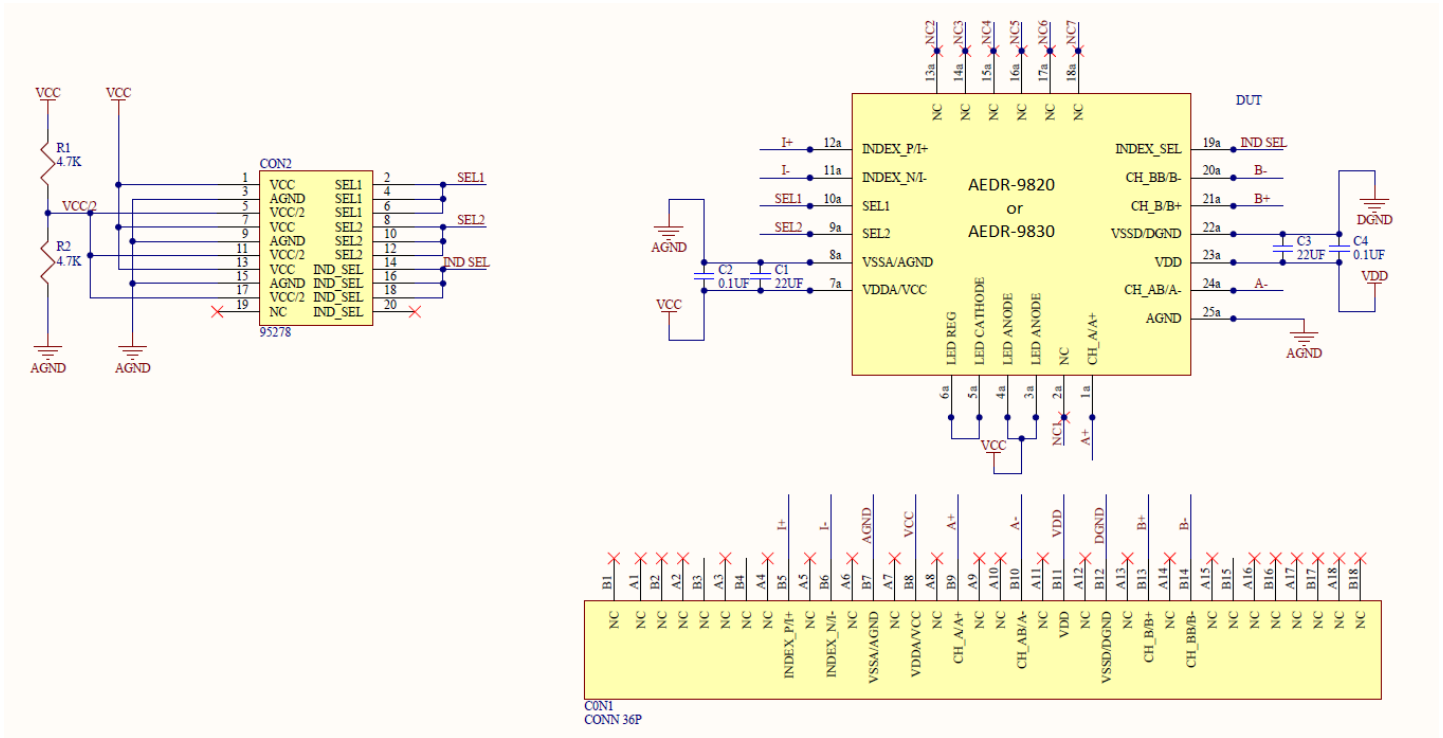 VCC
VCC
R1
4.7K
VCC/2
R2
4.7K
AGND
AGND
CON2
1 VCC SEL1 2
3 AGND SEL1 4
5 VCC/2 SEL1 6
7 VCC SEL2 8
9 AGND SEL2 10
11 VCC/2 SEL2 12
13 VCC IND_SEL 14
15 AGND IND_SEL 16
17 VCC/2 IND_SEL 18
19 NC IND_SEL 20
95278
SEL1
SEL2
IND SEL
NC2
NC3
NC4
NC5
NC6
NC7
13a
14a
15a
16a
17a
18a
NC
NC
NC
NC
NC
NC
DUT
I+ 12a INDEX_P/I+
I- 11a INDEX_N/I-
SEL1 10a SEL1
SEL2 9a SEL2
8a VSSA/AGND
7a VDDA/VCC
AEDR-9820
or
AEDR-9830
INDEX_SEL 19a IND SEL
CH_BB/B- 20a B-
CH_B/B+ 21a B+
VSSD/DGND 22a
VDD 23a
CH_AB/A- 24a A-
AGND 25a
AGND
C2
0.1UF
C1
22UF
VCC
DGND
C3
22UF
C4
0.1UF
VDD
AGND
LED REG
LED CATHODE
LED ANODE
LED ANODE
NC
CH_A/A+
6a
5a
4a
3a
2a
1a
VCC
NC1
A+
I+
I-
AGND
VCC
A+
A-
VDD
DGND
B+
B-
B1
A1
B2
A2
B3
A3
B4
A4
B5
A5
B6
A6
B7
A7
B8
A8
B9
A9
A10
B10
A11
B11
A12
B12
A13
B13
A14
B14
A15
B15
A16
B16
A17
B17
A18
B18
NC
NC
NC
NC
NC
NC
NC
NC
INDEX_P/I+
NC
INDEX_N/I-
NC
VSSA/AGND
NC
VDDA/VCC
NC
CH_A/A+
NC
NC
CH_AB/A-
NC
VDD
NC
VSSD/DGND
NC
CH_B/B+
NC
CH_BB/B-
NC
NC
NC
NC
NC
NC
NC
NC
C0N1
CONN 36P